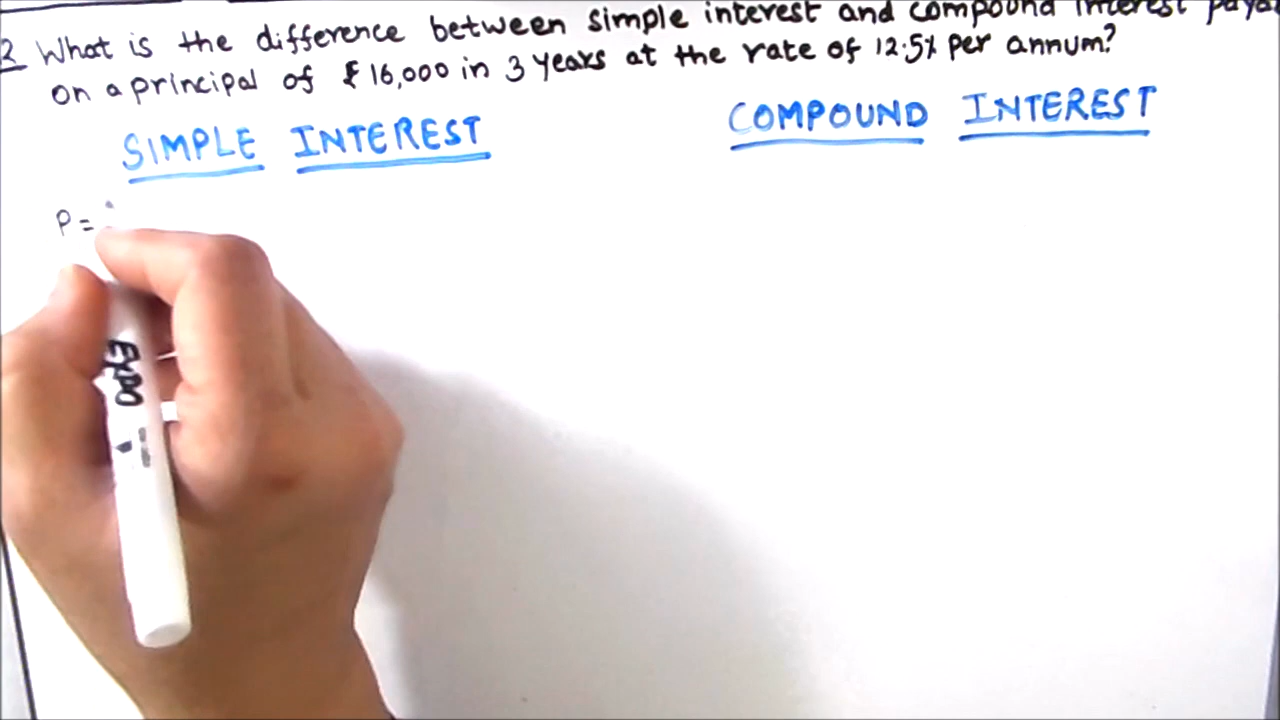 2 What is the difference between simple interest and compound interest
on a principal of ₹ 16,000 in 3 years at the rate of 12.5% per annum?
SIMPLE INTEREST
COMPOUND INTEREST
P =
Expo